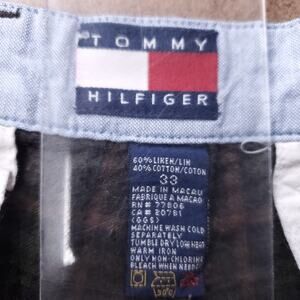 TOMMY
HILFIGER
60% LINEN/LIN
40% COTTON/COTON
33
MADE IN MACAU
FABRIQUE A MACAO
RN# 77806
CA# 20781
(GGS)
MACHINE WASH COLD
SEPARATELY
TUMBLE DRY LOW HEAT
WARM IRON
ONLY NON-CHLORINE
BLEACH WHEN NEEDED